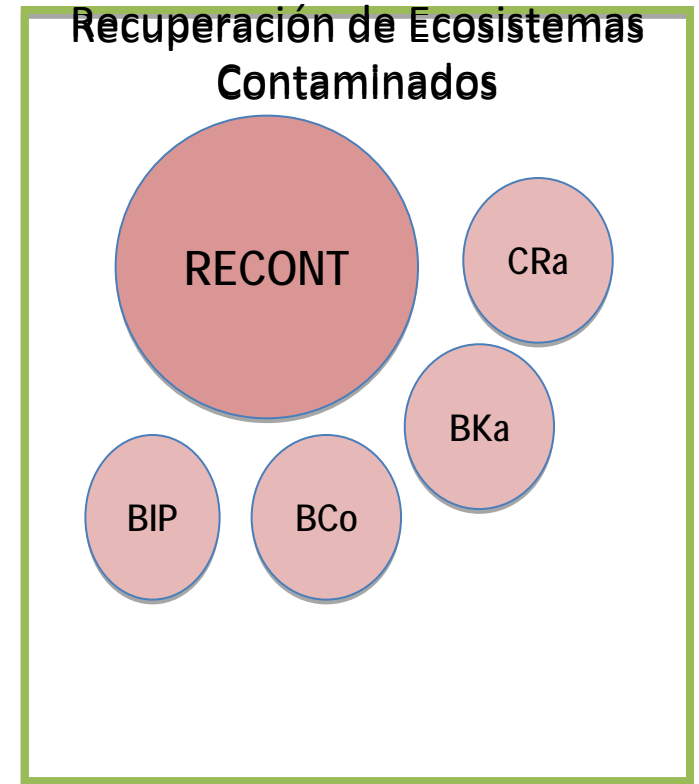 Recuperación de Ecosistemas
Contaminados
RECONT
CRa
BKa
BIP
BCo